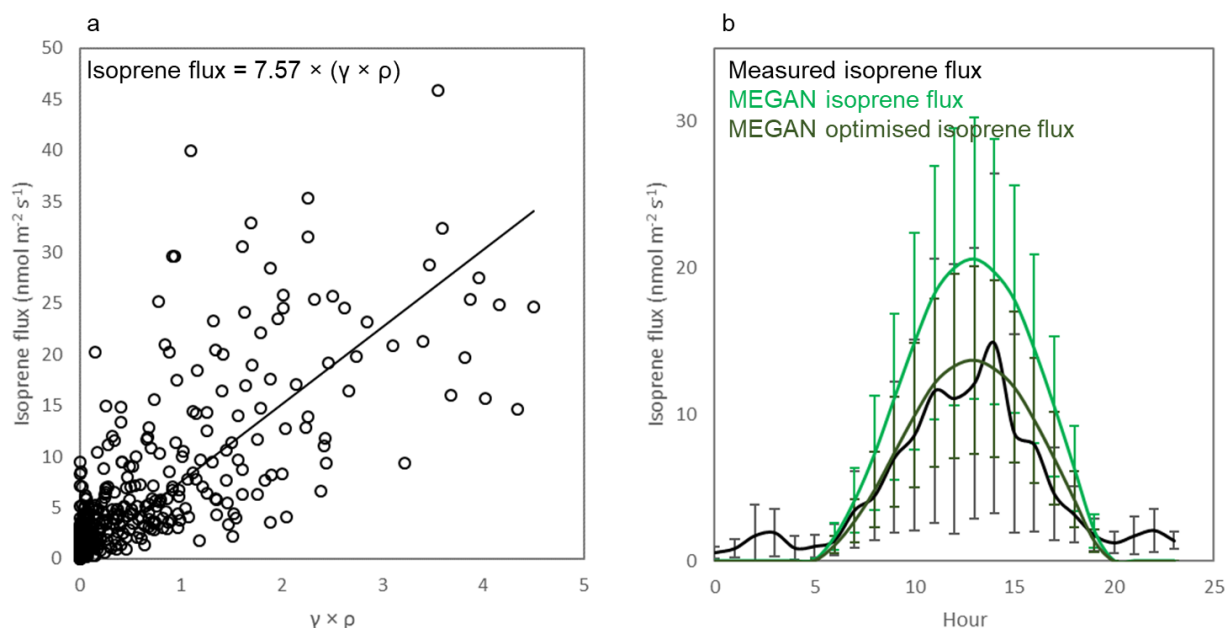 a
Isoprene flux = 7.57 × (γ × ρ)
Isoprene flux (nmol m⁻² s⁻¹)
50
45
40
35
30
25
20
15
10
5
0
0 1 2 3 4 5
γ × ρ
b
Measured isoprene flux
MEGAN isoprene flux
MEGAN optimised isoprene flux
Isoprene flux (nmol m⁻² s⁻¹)
30
20
10
0
0 5 10 15 20 25
Hour